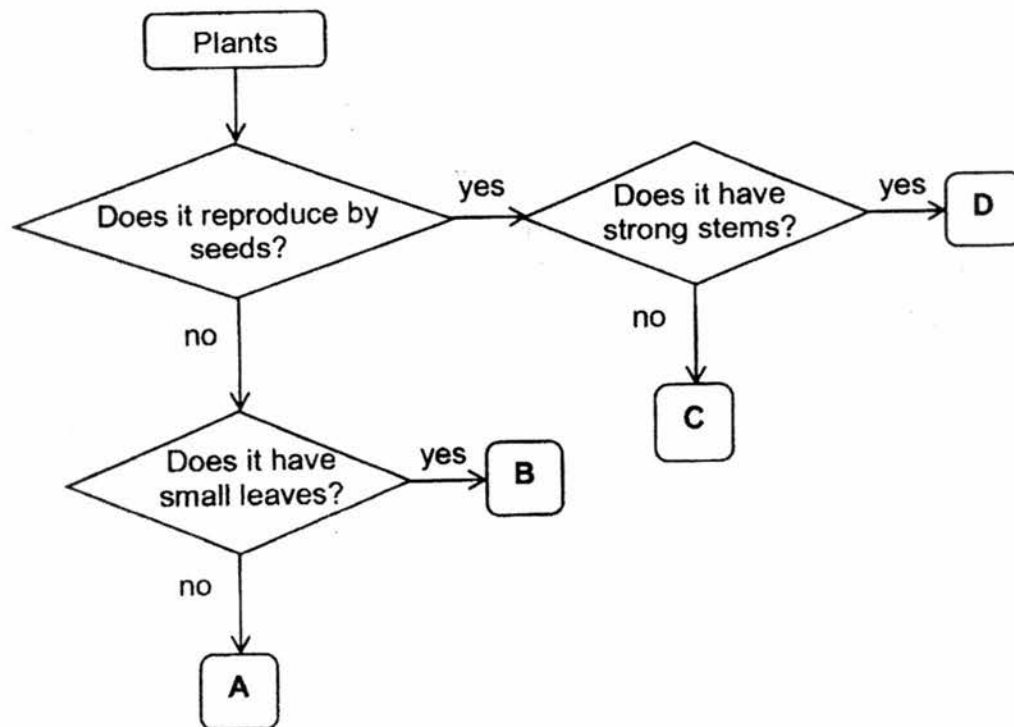 Plants
Does it reproduce by
seeds?
yes
Does it have
strong stems?
yes
D
no
no
C
Does it have
small leaves?
yes
B
no
A